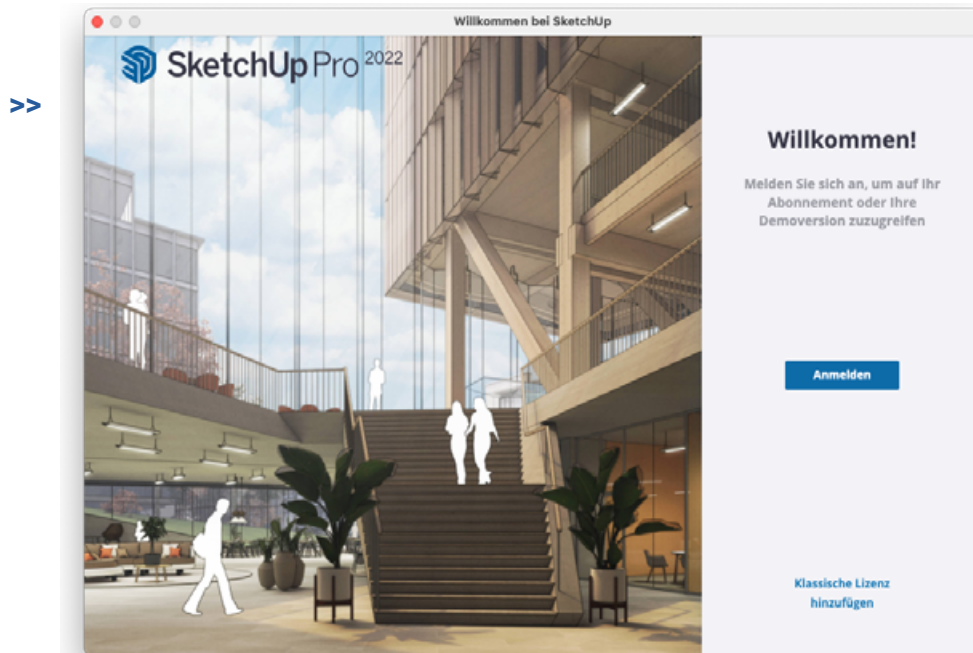 Willkommen bei SketchUp
SketchUp Pro 2022
>>
Willkommen!
Melden Sie sich an, um auf Ihr
Abonnement oder Ihre
Demoversion zuzugreifen
Anmelden
Klassische Lizenz
hinzufügen